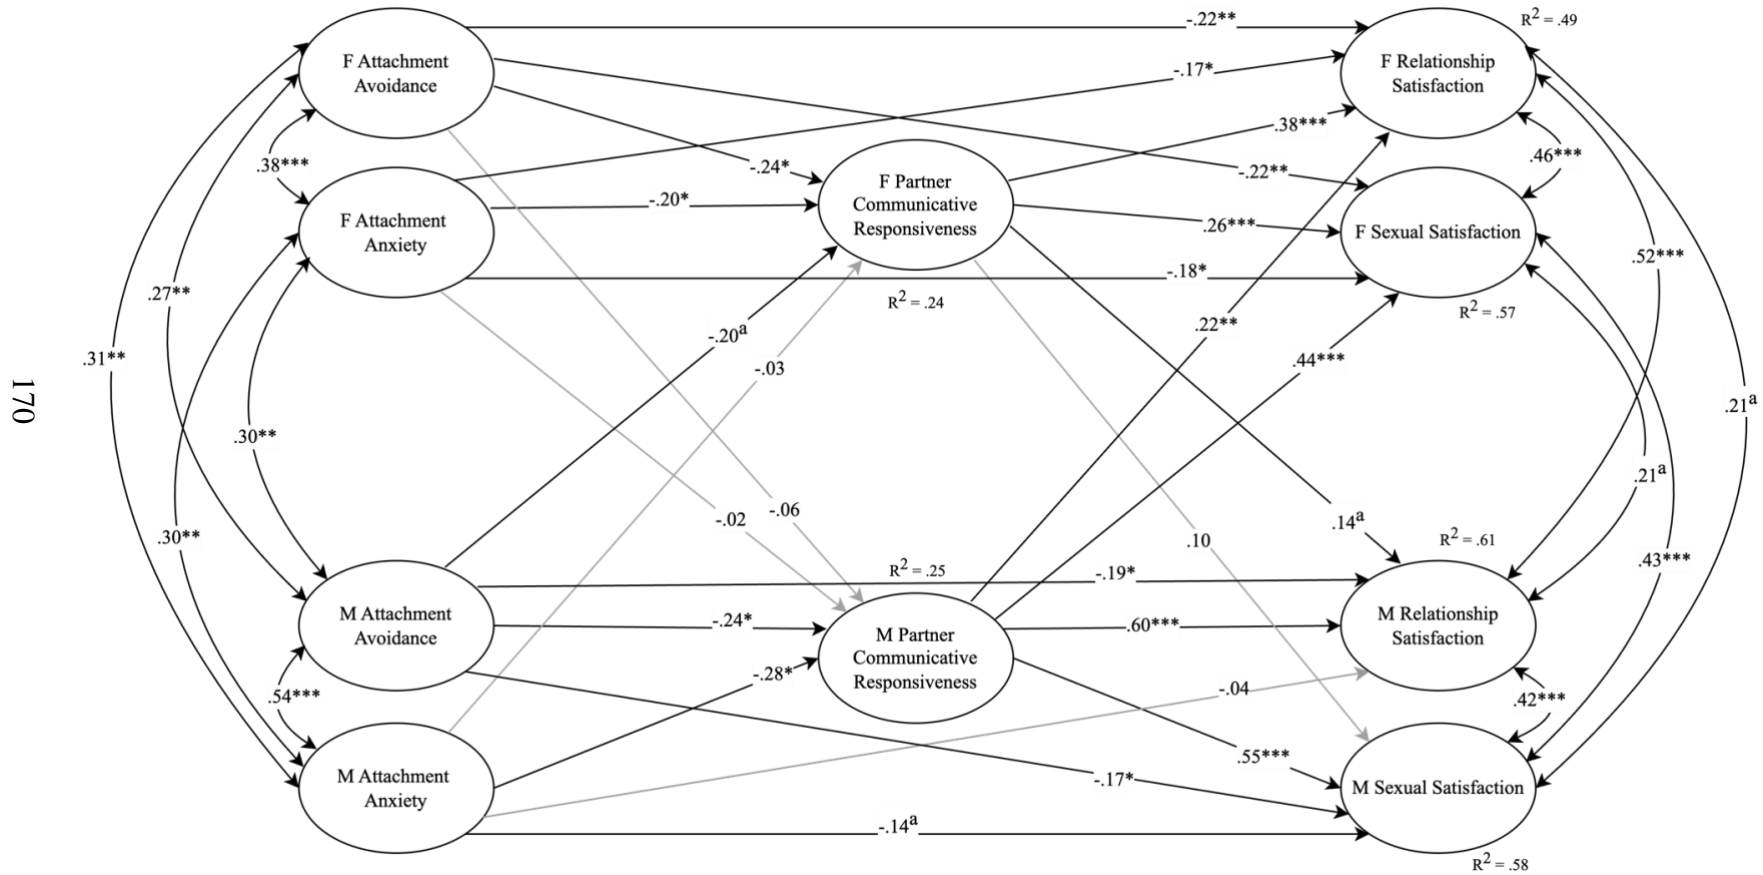 -.22**
R² = .49
F Attachment
Avoidance
F Relationship
Satisfaction
-.17*
.38***
.38***
-.24*
-.22**
.46***
F Partner
Communicative
Responsiveness
-.20*
F Attachment
Anxiety
.26***
F Sexual Satisfaction
.52***
-.18*
R² = .24
R² = .57
.27**
-.20ᵃ
.22**
.31**
-.03
.44***
170
.21ᵃ
.30**
.21ᵃ
-.02
-.06
.14ᵃ
.30**
.10
R² = .61
.43***
R² = .25
-.19*
M Attachment
Avoidance
-.24*
M Partner
Communicative
Responsiveness
.60***
M Relationship
Satisfaction
.54***
-.28*
-.04
.42***
M Attachment
Anxiety
.55***
-.17*
M Sexual Satisfaction
-.14ᵃ
R² = .58